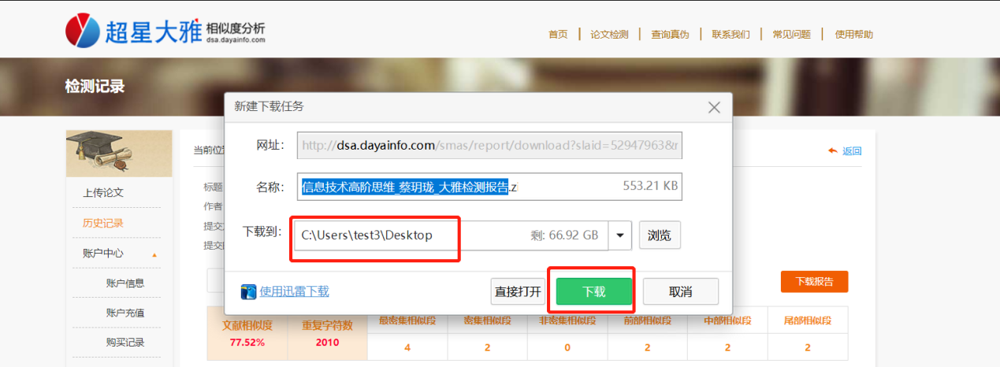 超星大雅 相似度分析
dsa.dayainfo.com
首页 | 论文检测 | 查询真伪 | 联系我们 | 常见问题 | 使用帮助
检测记录
新建下载任务
网址: http://dsa.dayainfo.com/smas/report/download?slaid=52947963&r
名称: 信息技术高阶思维_蔡玥珑_大雅检测报告.z 553.21 KB
下载到: C:\Users\test3\Desktop 剩: 66.92 GB 浏览
使用迅雷下载 直接打开 下载 取消
上传论文
历史记录
账户中心
账户信息
账户充值
购买记录
当前位
返回
标题
作者
提交
提交
下载报告
文献相似度 重复字符数 最密集相似段 密集相似段 非密集相似段 前部相似段 中部相似段 尾部相似段
77.52% 2010 4 2 0 2 2 2